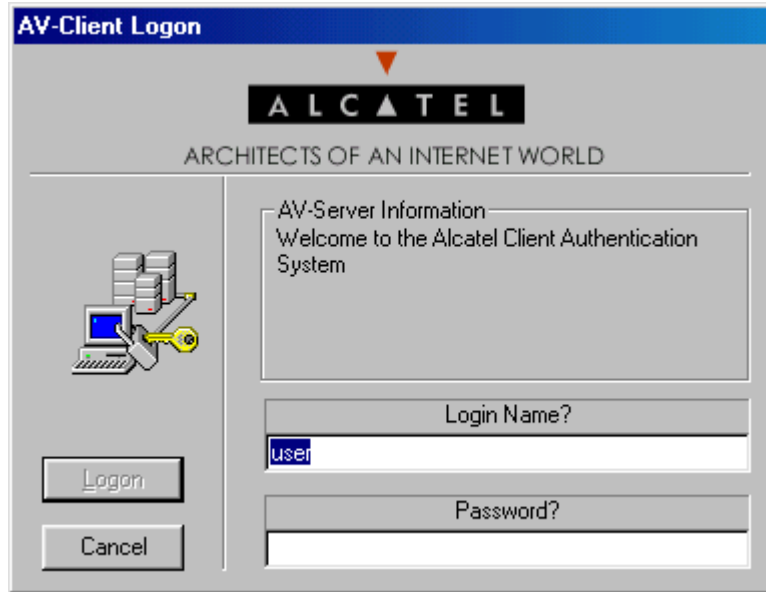 AV-Client Logon
ALCATEL
ARCHITECTS OF AN INTERNET WORLD
AV-Server Information
Welcome to the Alcatel Client Authentication
System
Login Name?
user
Logon
Password?
Cancel